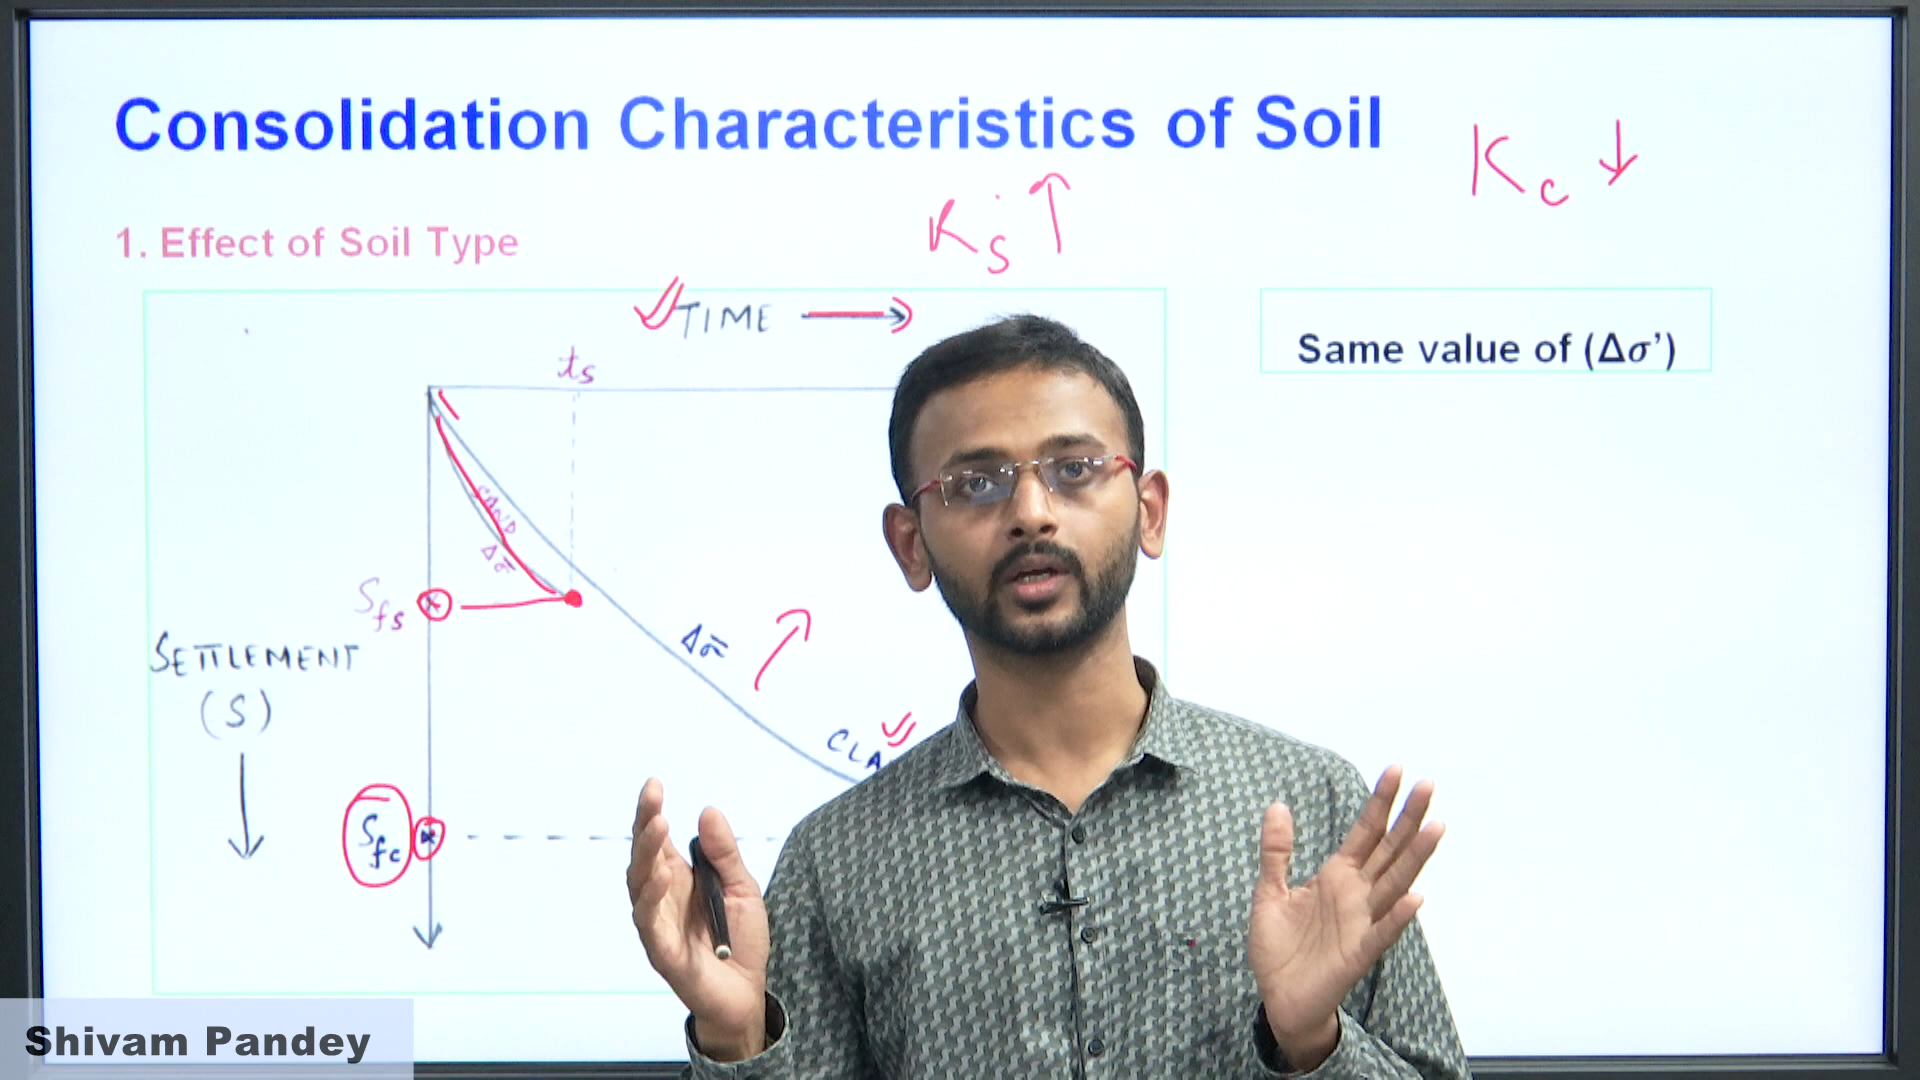 Consolidation Characteristics of Soil
Kc ↓
Ks ↑
1. Effect of Soil Type
TIME
Same value of (Δσ’)
ts
SAND
Δσ̄
Sfs
Δσ̄
SETTLEMENT
(S)
CLA
Sfc
Shivam Pandey